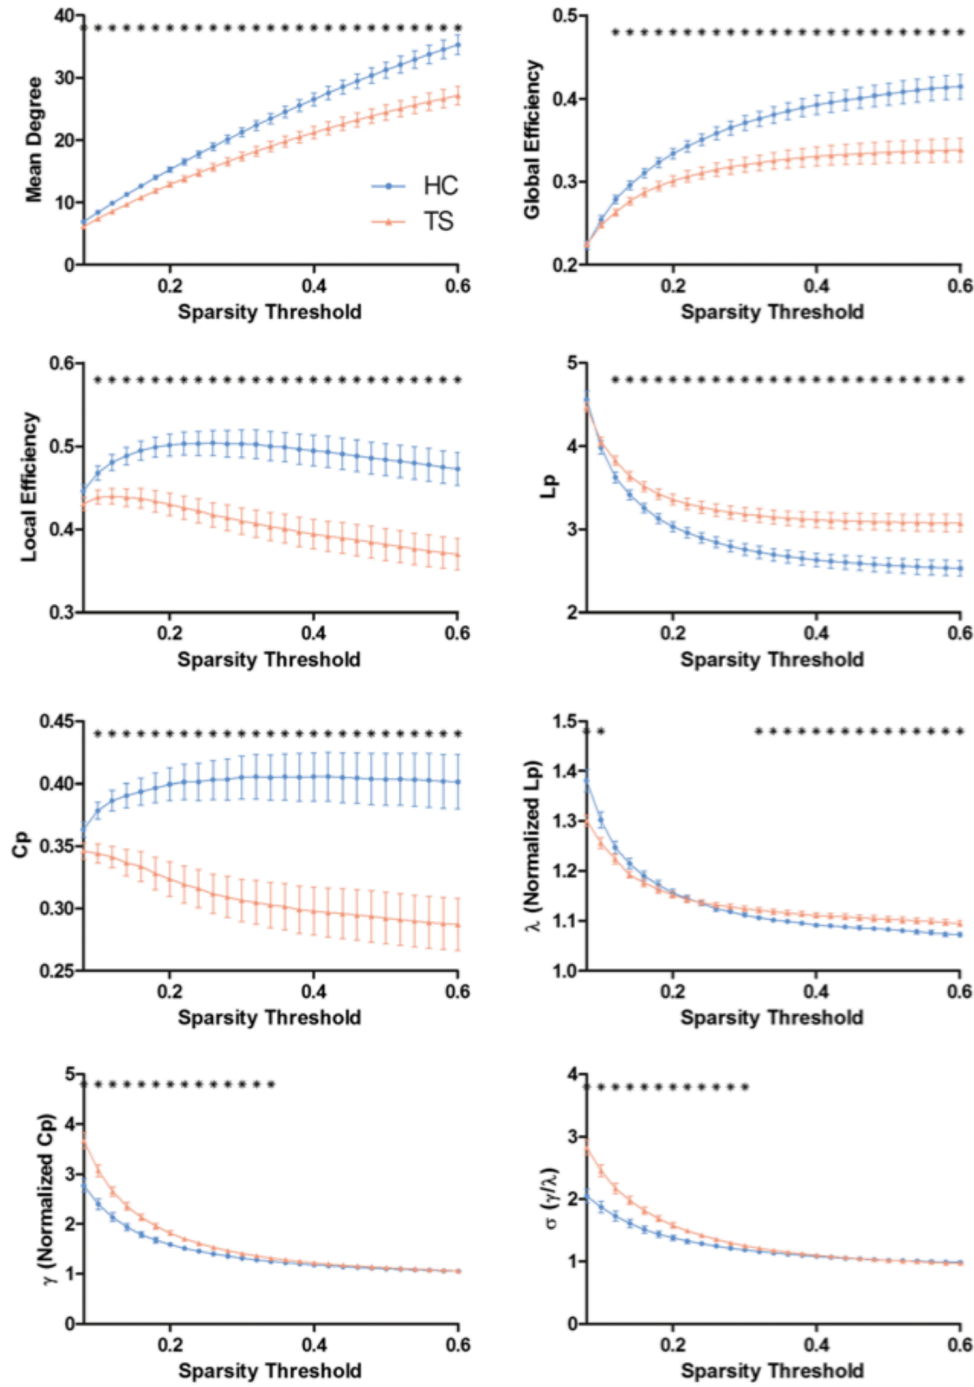 40
30
20
10
0
Mean Degree
********************
HC
TS
0.2 0.4 0.6
Sparsity Threshold
0.5
0.4
0.3
0.2
Global Efficiency
*************************
0.2 0.4 0.6
Sparsity Threshold
0.6
0.5
0.4
0.3
Local Efficiency
**************************
0.2 0.4 0.6
Sparsity Threshold
5
4
3
2
Lp
*************************
0.2 0.4 0.6
Sparsity Threshold
0.45
0.40
0.35
0.30
0.25
Cp
**************************
0.2 0.4 0.6
Sparsity Threshold
1.5
1.4
1.3
1.2
1.1
1.0
λ (Normalized Lp)
** ***************
0.2 0.4 0.6
Sparsity Threshold
5
4
3
2
1
0
γ (Normalized Cp)
**************
0.2 0.4 0.6
Sparsity Threshold
4
3
2
1
0
σ (γ/λ)
************
0.2 0.4 0.6
Sparsity Threshold